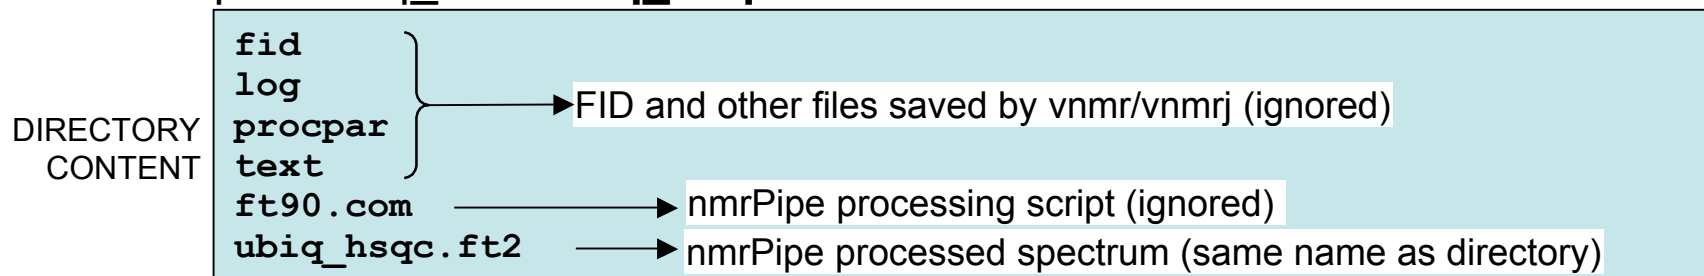 fid
log
procpar
text
FID and other files saved by vnmr/vnmrj (ignored)
DIRECTORY
CONTENT
ft90.com
nmrPipe processing script (ignored)
ubiq_hsqc.ft2
nmrPipe processed spectrum (same name as directory)